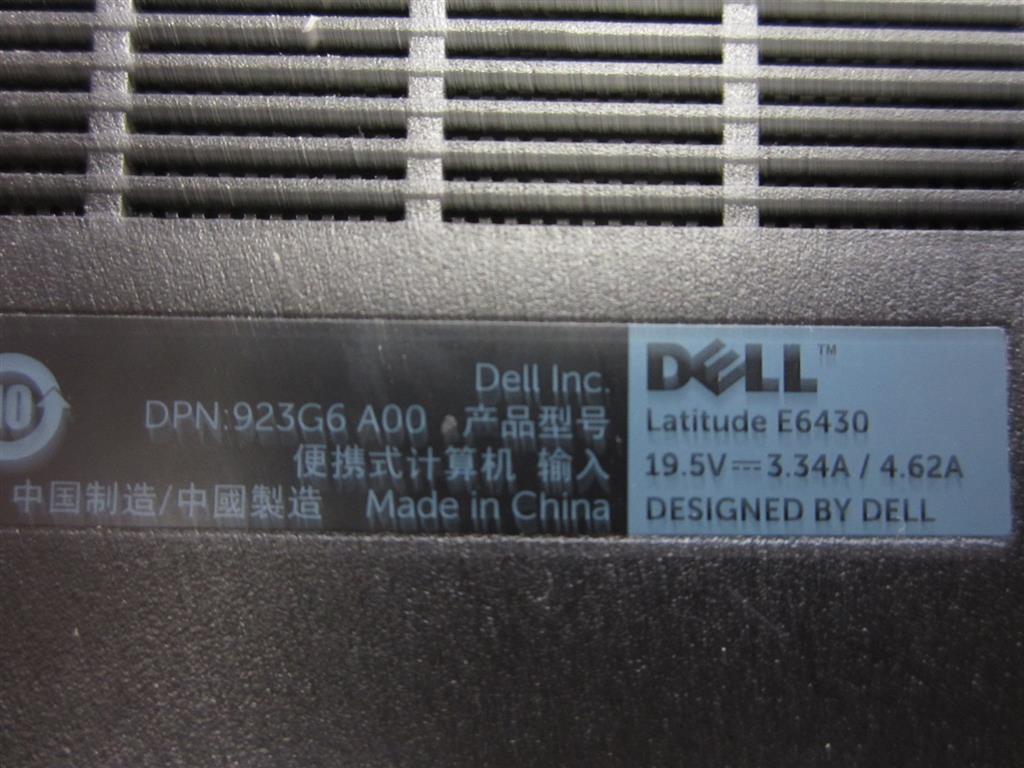 10
Dell Inc.
DPN:923G6 A00 产品型号
便携式计算机 输入
中国制造/中國製造 Made in China
DELL™
Latitude E6430
19.5V⎓3.34A / 4.62A
DESIGNED BY DELL